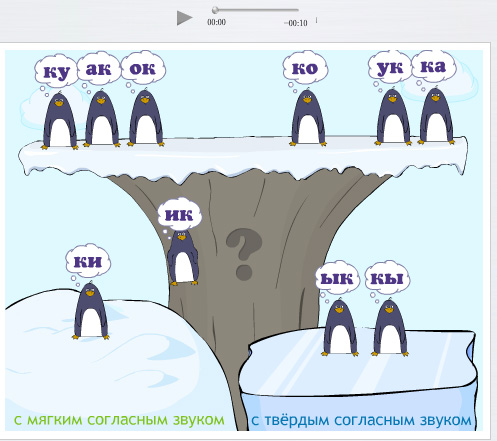 00:00 −00:10
ку ак ок ко ук ка
ик
?
ки
ык кы
с мягким согласным звуком с твёрдым согласным звуком